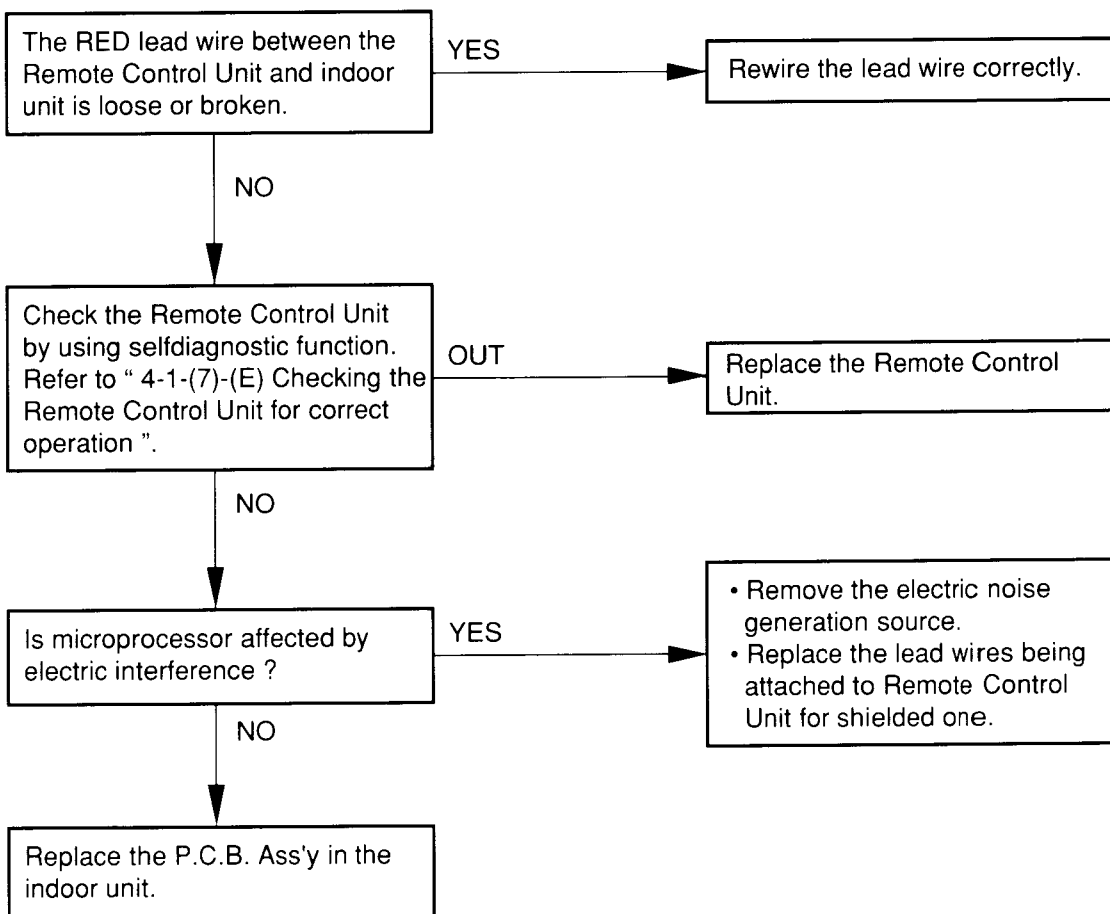 The RED lead wire between the
Remote Control Unit and indoor
unit is loose or broken.
YES
Rewire the lead wire correctly.
NO
Check the Remote Control Unit
by using selfdiagnostic function.
Refer to “ 4-1-(7)-(E) Checking the
Remote Control Unit for correct
operation ”.
OUT
Replace the Remote Control
Unit.
NO
Is microprocessor affected by
electric interference ?
YES
• Remove the electric noise
generation source.
• Replace the lead wires being
attached to Remote Control
Unit for shielded one.
NO
Replace the P.C.B. Ass'y in the
indoor unit.